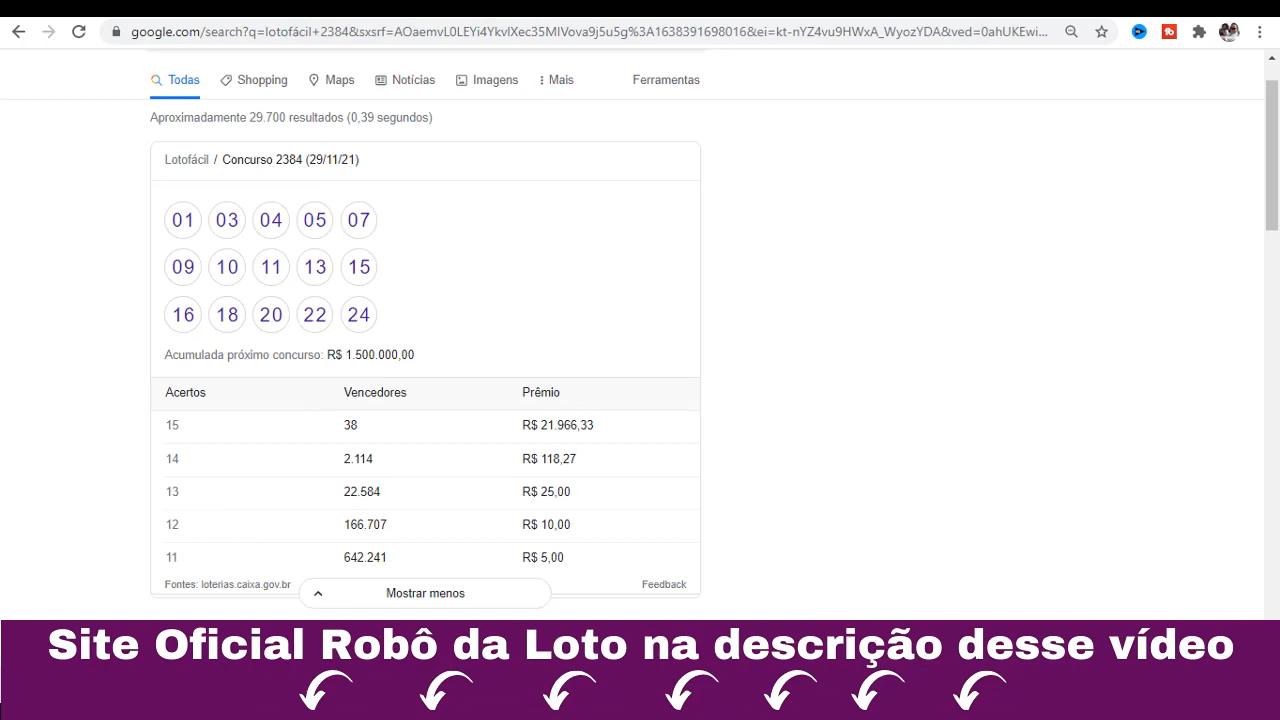 google.com/search?q=lotofácil+2384&sxsrf=AOaemvL0LEYi4YkvlXec35MIVova9j5u5g%3A1638391698016&ei=kt-nYZ4vu9HWxA_WyozYDA&ved=0ahUKEwi...
Todas Shopping Maps Notícias Imagens Mais Ferramentas
Aproximadamente 29.700 resultados (0,39 segundos)
Lotofácil / Concurso 2384 (29/11/21)
01 03 04 05 07
09 10 11 13 15
16 18 20 22 24
Acumulada próximo concurso: R$ 1.500.000,00
Acertos Vencedores Prêmio
15 38 R$ 21.966,33
14 2.114 R$ 118,27
13 22.584 R$ 25,00
12 166.707 R$ 10,00
11 642.241 R$ 5,00
Fontes: loterias.caixa.gov.br Feedback
Mostrar menos
Site Oficial Robô da Loto na descrição desse vídeo